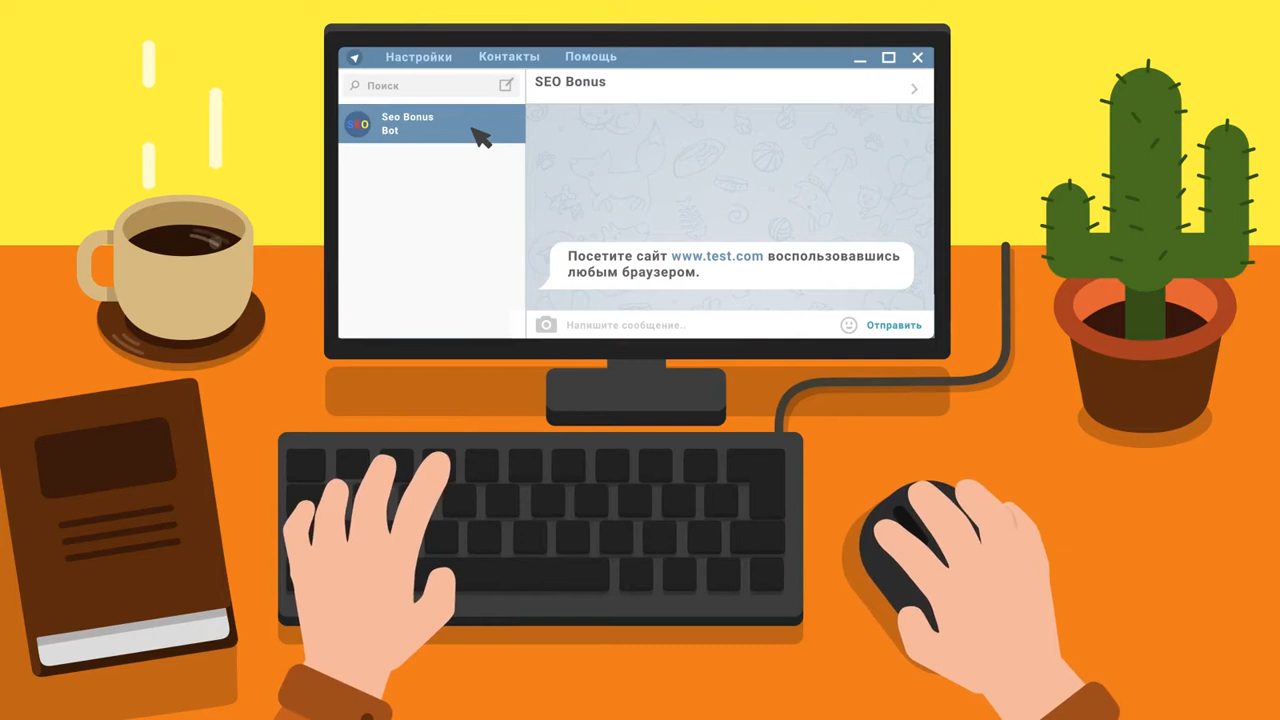 Настройки Контакты Помощь
Поиск
SEO Bonus
SEO
Seo Bonus
Bot
Посетите сайт www.test.com воспользовавшись
любым браузером.
Напишите сообщение..
Отправить